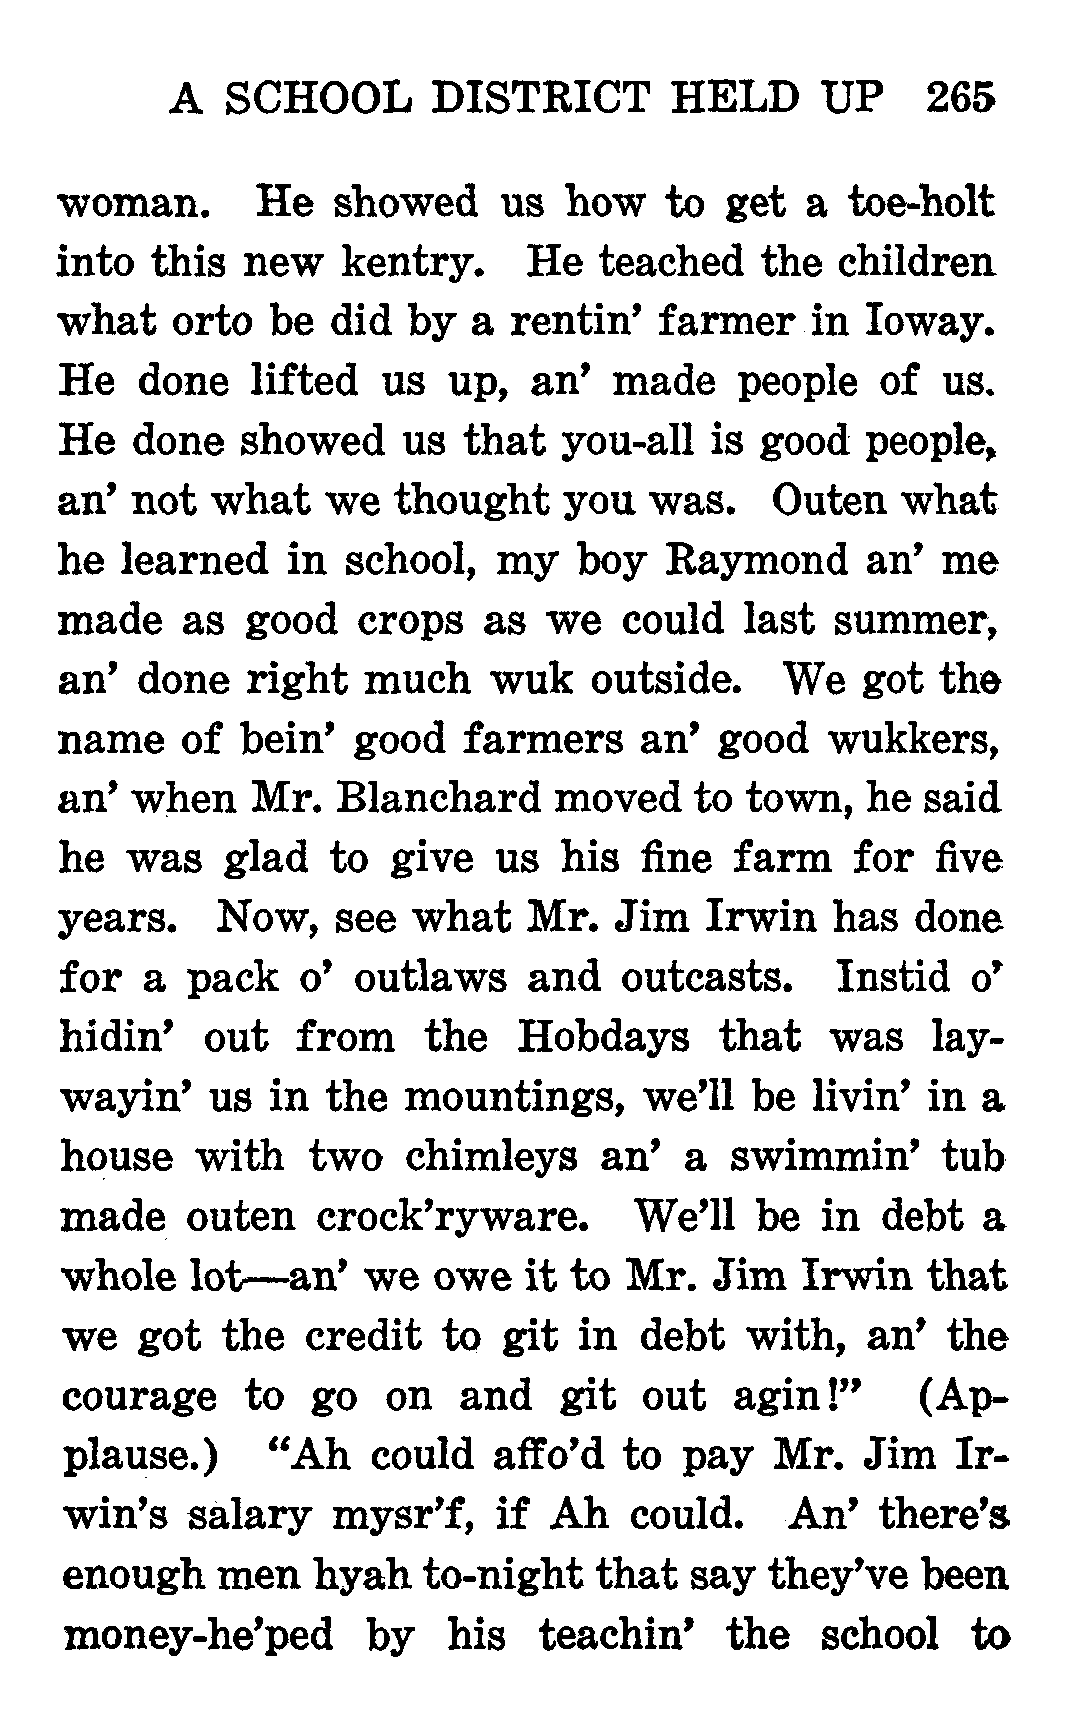 A SCHOOL DISTRICT HELD UP 265
woman. He showed us how to get a toe-holt
into this new kentry. He teached the children
what orto be did by a rentin’ farmer in Ioway.
He done lifted us up, an’ made people of us.
He done showed us that you-all is good people,
an’ not what we thought you was. Outen what
he learned in school, my boy Raymond an’ me
made as good crops as we could last summer,
an’ done right much wuk outside. We got the
name of bein’ good farmers an’ good wukkers,
an’ when Mr. Blanchard moved to town, he said
he was glad to give us his fine farm for five
years. Now, see what Mr. Jim Irwin has done
for a pack o’ outlaws and outcasts. Instid o’
hidin’ out from the Hobdays that was lay-
wayin’ us in the mountings, we’ll be livin’ in a
house with two chimleys an’ a swimmin’ tub
made outen crock’ryware. We’ll be in debt a
whole lot—an’ we owe it to Mr. Jim Irwin that
we got the credit to git in debt with, an’ the
courage to go on and git out agin!” (Ap-
plause.) “Ah could affo’d to pay Mr. Jim Ir-
win’s salary mysr’f, if Ah could. An’ there’s
enough men hyah to-night that say they’ve been
money-he’ped by his teachin’ the school to